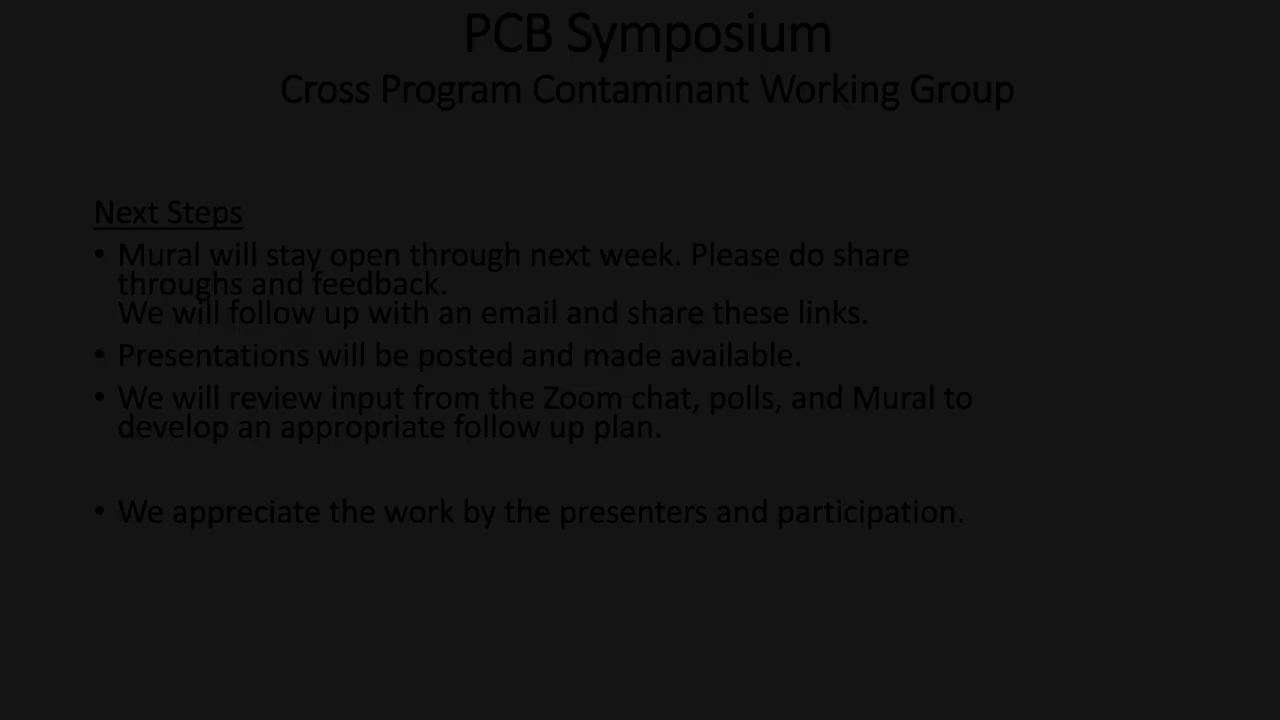 PCB Symposium
Cross Program Contaminant Working Group
Next Steps
• Mural will stay open through next week. Please do share
throughs and feedback.
We will follow up with an email and share these links.
• Presentations will be posted and made available.
• We will review input from the Zoom chat, polls, and Mural to
develop an appropriate follow up plan.
• We appreciate the work by the presenters and participation.